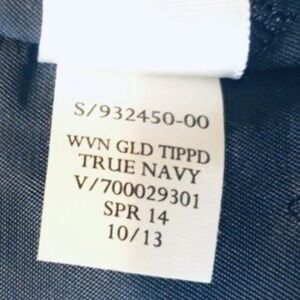 S/932450-00
WVN GLD TIPPD
TRUE NAVY
V/700029301
SPR 14
10/13